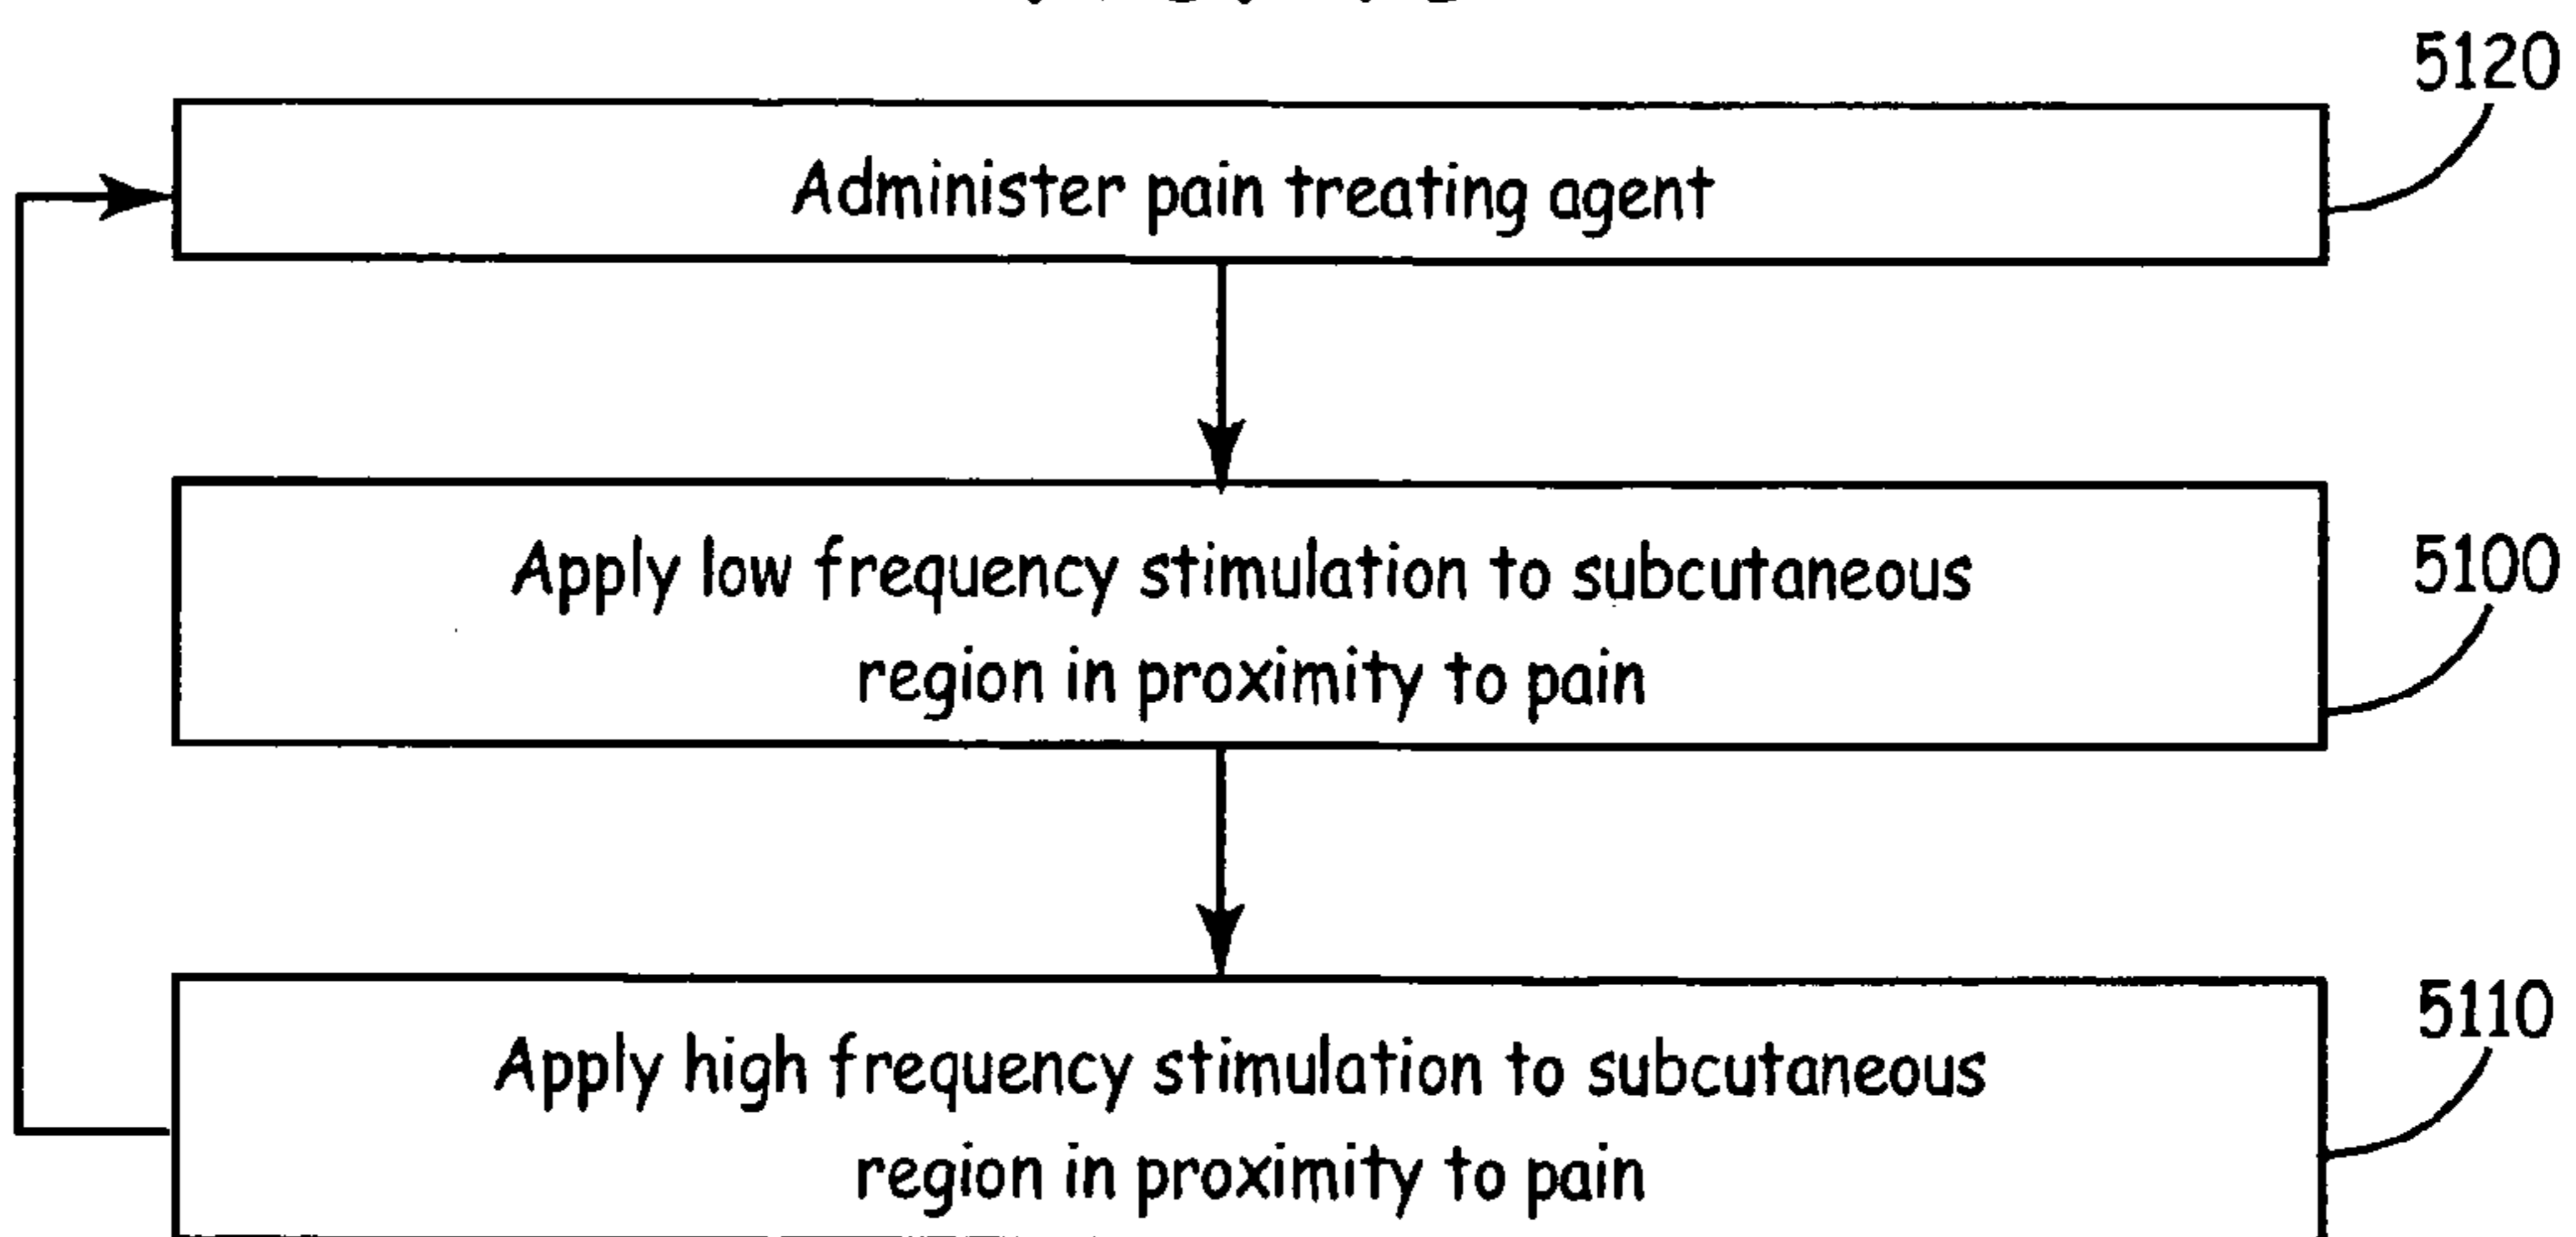 5120
Administer pain treating agent
Apply low frequency stimulation to subcutaneous
region in proximity to pain
5100
Apply high frequency stimulation to subcutaneous
region in proximity to pain
5110